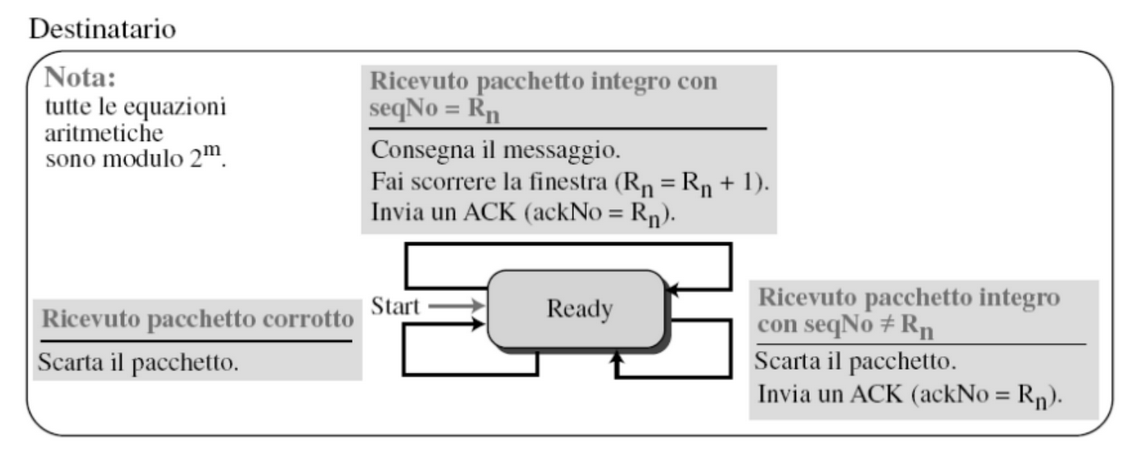 Destinatario
Nota:
tutte le equazioni
aritmetiche
sono modulo 2^m.
Ricevuto pacchetto integro con
seqNo = R_n
Consegna il messaggio.
Fai scorrere la finestra (R_n = R_n + 1).
Invia un ACK (ackNo = R_n).
Start
Ready
Ricevuto pacchetto corrotto
Scarta il pacchetto.
Ricevuto pacchetto integro
con seqNo ≠ R_n
Scarta il pacchetto.
Invia un ACK (ackNo = R_n).